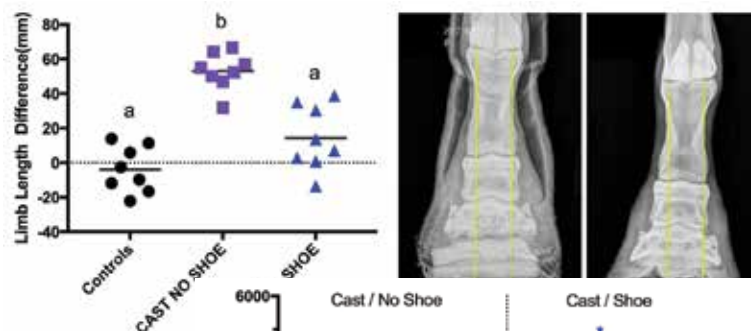 80
60
40
20
0
-20
-40
Limb Length Difference(mm)
a
b
a
Controls
CAST NO SHOE
SHOE
6000
Cast / No Shoe
Cast / Shoe